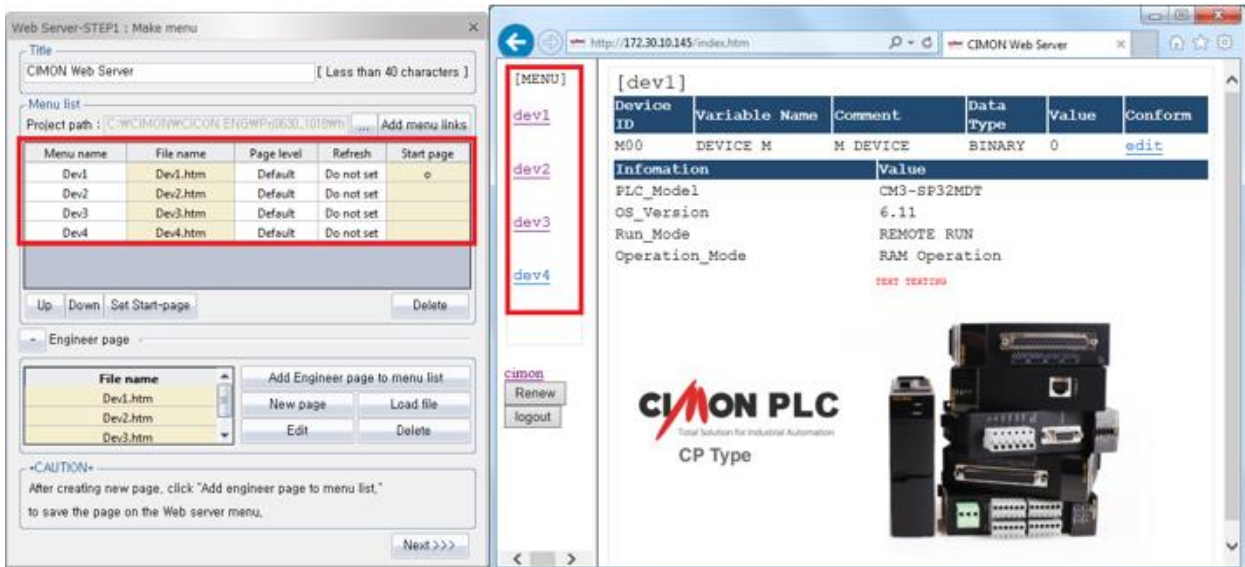 Web Server-STEP1 : Make menu
Title
CIMON Web Server [ Less than 40 characters ]
Menu list
Project path : ... Add menu links
Menu name File name Page level Refresh Start page
Dev1 Dev1.htm Default Do not set o
Dev2 Dev2.htm Default Do not set
Dev3 Dev3.htm Default Do not set
Dev4 Dev4.htm Default Do not set
Up Down Set Start-page Delete
- Engineer page
File name
Dev1.htm
Dev2.htm
Dev3.htm
Add Engineer page to menu list
New page Load file
Edit Delete
*CAUTION*
After creating new page, click "Add engineer page to menu list,"
to save the page on the Web server menu,
Next >>>
http://172.30.10.145/index.htm CIMON Web Server
[MENU]
dev1
dev2
dev3
dev4
cimon
Renew
logout
[dev1]
Device ID Variable Name Comment Data Type Value Conform
M00 DEVICE M M DEVICE BINARY 0 edit
Infomation Value
PLC_Model CM3-SP32MDT
OS_Version 6.11
Run_Mode REMOTE RUN
Operation_Mode RAM Operation
TEXT TEXTING
CIMON PLC
Total Solution for Industrial Automation
CP Type